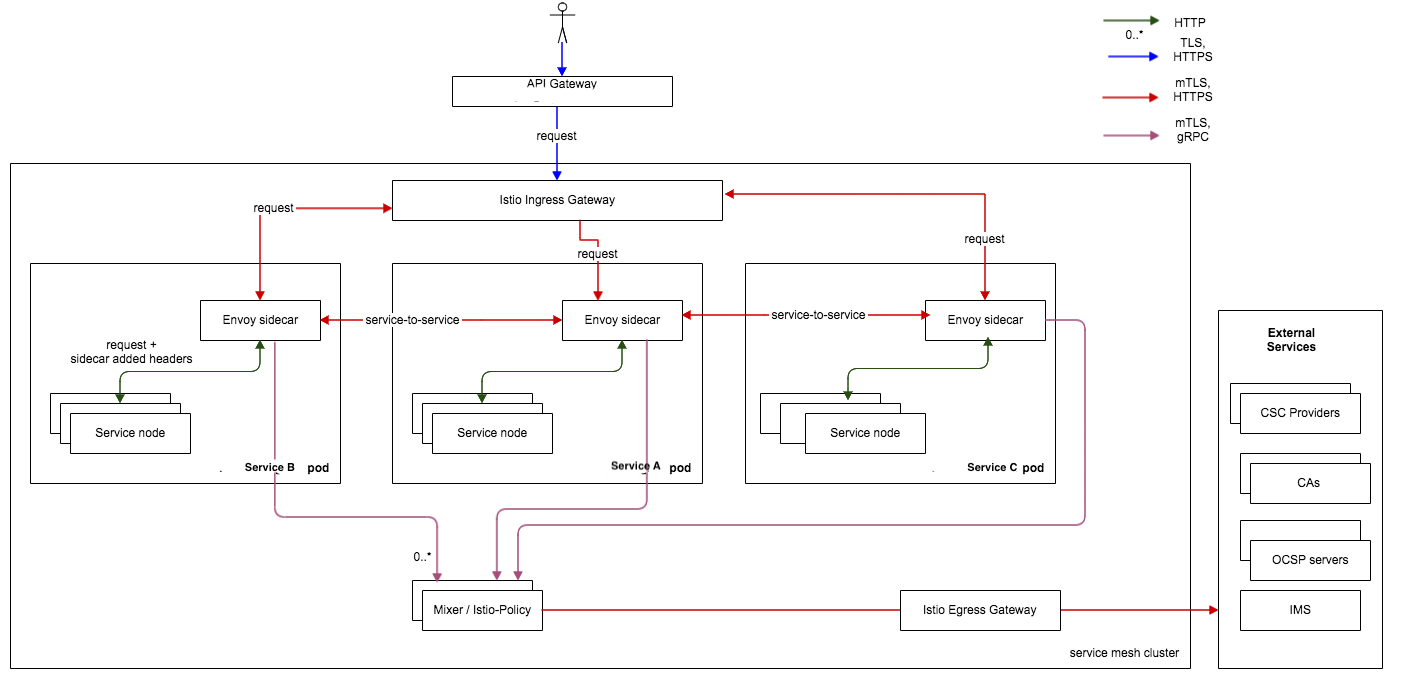 HTTP
0..*
TLS,
HTTPS
mTLS,
HTTPS
mTLS,
gRPC
API Gateway
request
Istio Ingress Gateway
request
request
request
Envoy sidecar
service-to-service
Envoy sidecar
service-to-service
Envoy sidecar
request +
sidecar added headers
Service node
Service node
Service node
Service B pod
Service A pod
Service C pod
0..*
Mixer / Istio-Policy
Istio Egress Gateway
service mesh cluster
External
Services
CSC Providers
CAs
OCSP servers
IMS